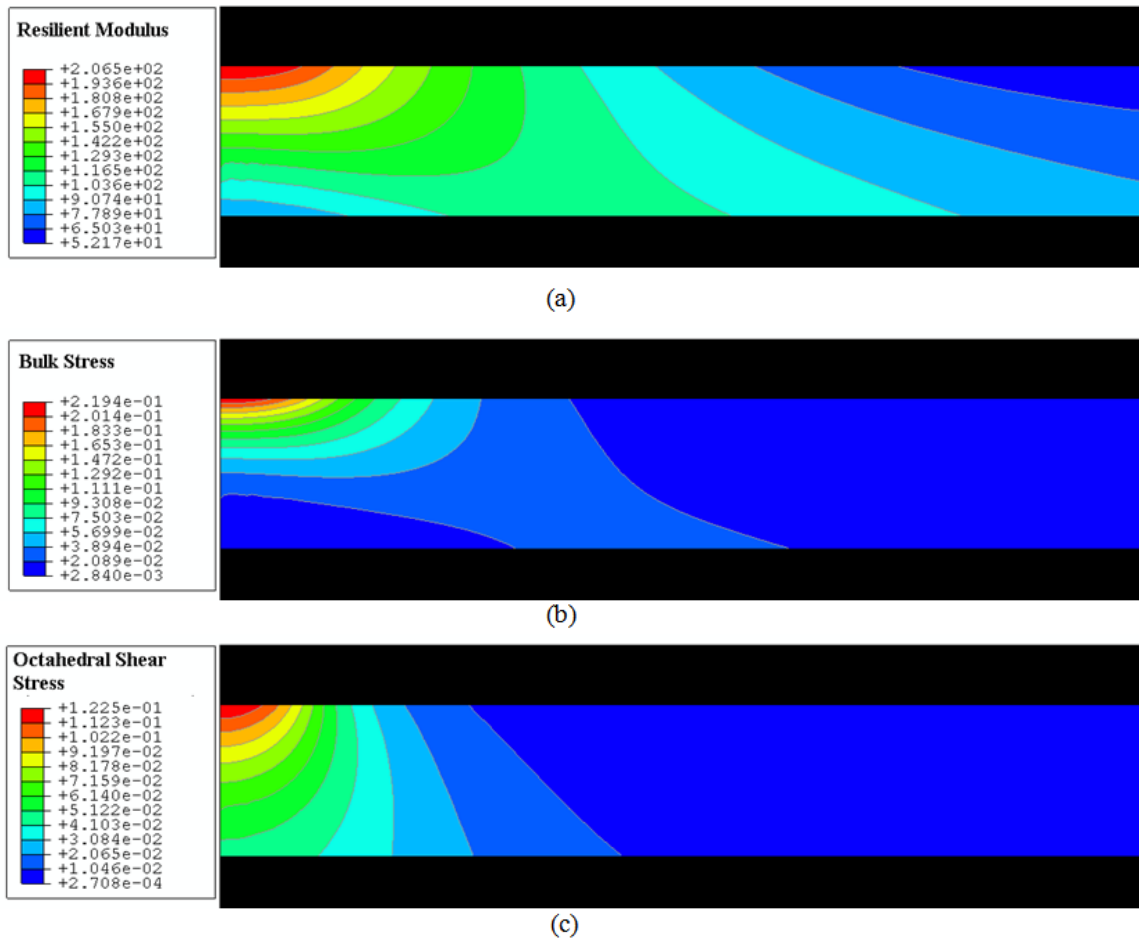 Resilient Modulus
+2.065e+02
+1.936e+02
+1.808e+02
+1.679e+02
+1.550e+02
+1.422e+02
+1.293e+02
+1.165e+02
+1.036e+02
+9.074e+01
+7.789e+01
+6.503e+01
+5.217e+01
(a)
Bulk Stress
+2.194e-01
+2.014e-01
+1.833e-01
+1.653e-01
+1.472e-01
+1.292e-01
+1.111e-01
+9.308e-02
+7.503e-02
+5.699e-02
+3.894e-02
+2.089e-02
+2.840e-03
(b)
Octahedral Shear
Stress
+1.225e-01
+1.123e-01
+1.022e-01
+9.197e-02
+8.178e-02
+7.159e-02
+6.140e-02
+5.122e-02
+4.103e-02
+3.084e-02
+2.065e-02
+1.046e-02
+2.708e-04
(c)